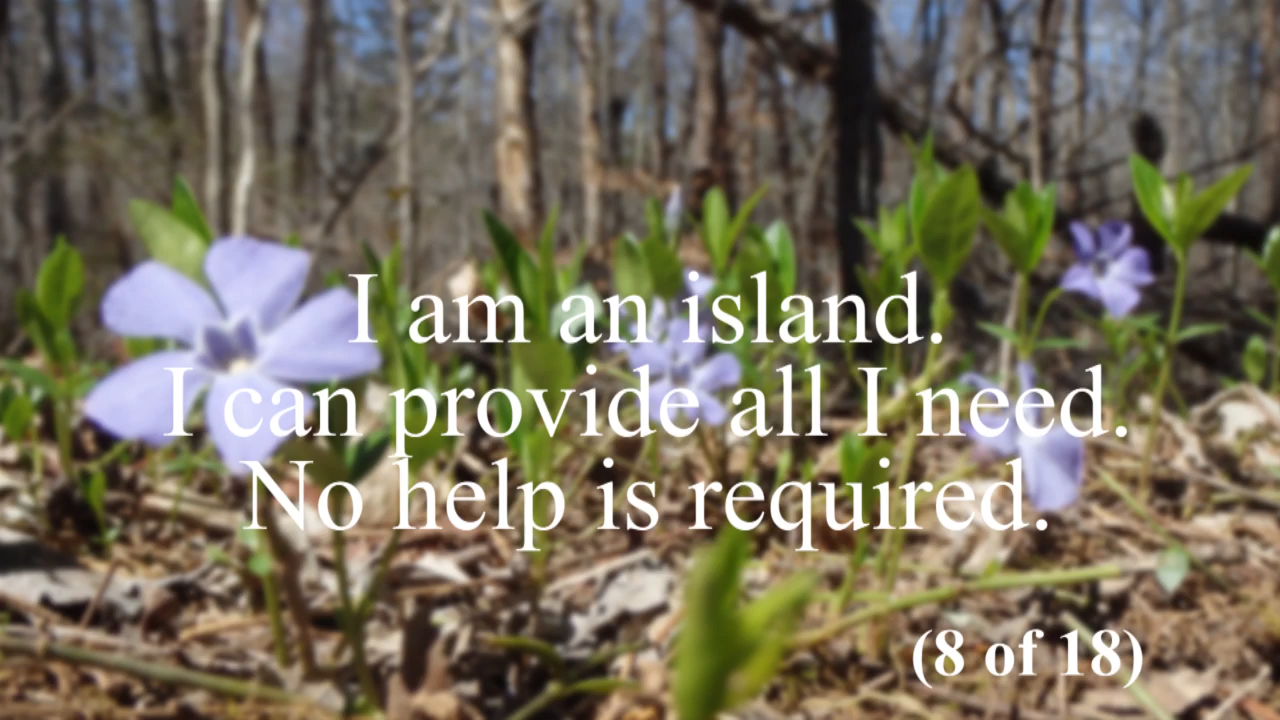 I am an island.
I can provide all I need.
No help is required.
(8 of 18)